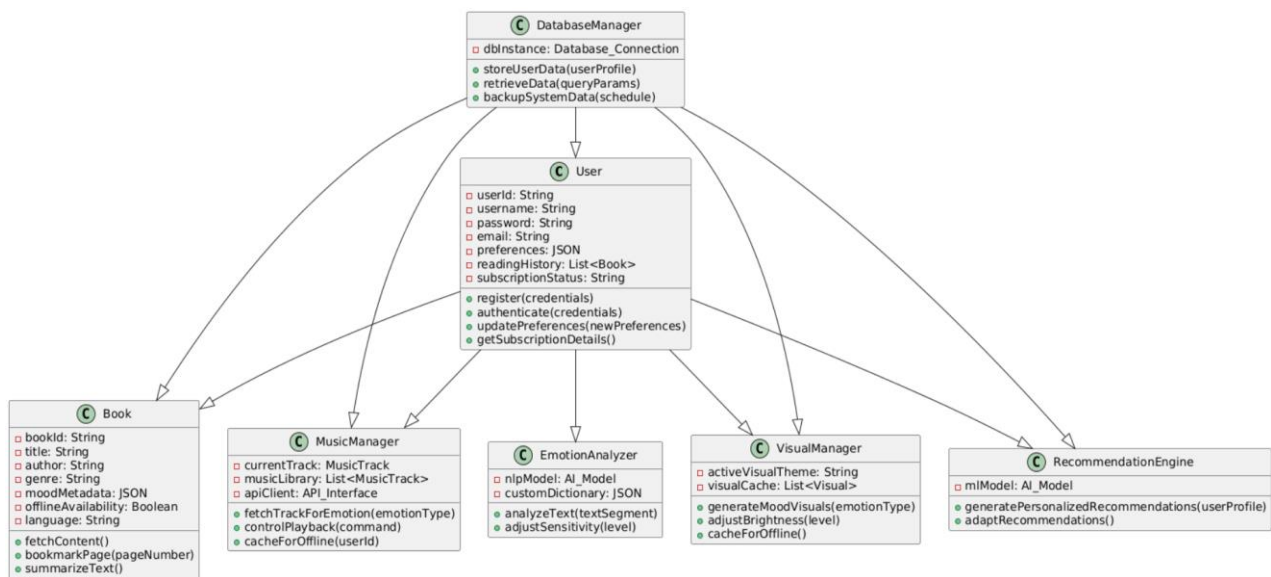 C DatabaseManager
dbInstance: Database_Connection
storeUserData(userProfile)
retrieveData(queryParams)
backupSystemData(schedule)
C User
userId: String
username: String
password: String
email: String
preferences: JSON
readingHistory: List<Book>
subscriptionStatus: String
register(credentials)
authenticate(credentials)
updatePreferences(newPreferences)
getSubscriptionDetails()
C Book
bookId: String
title: String
author: String
genre: String
moodMetadata: JSON
offlineAvailability: Boolean
language: String
fetchContent()
bookmarkPage(pageNumber)
summarizeText()
C MusicManager
currentTrack: MusicTrack
musicLibrary: List<MusicTrack>
apiClient: API_Interface
fetchTrackForEmotion(emotionType)
controlPlayback(command)
cacheForOffline(userId)
C EmotionAnalyzer
nlpModel: AI_Model
customDictionary: JSON
analyzeText(textSegment)
adjustSensitivity(level)
C VisualManager
activeVisualTheme: String
visualCache: List<Visual>
generateMoodVisuals(emotionType)
adjustBrightness(level)
cacheForOffline()
C RecommendationEngine
mlModel: AI_Model
generatePersonalizedRecommendations(userProfile)
adaptRecommendations()